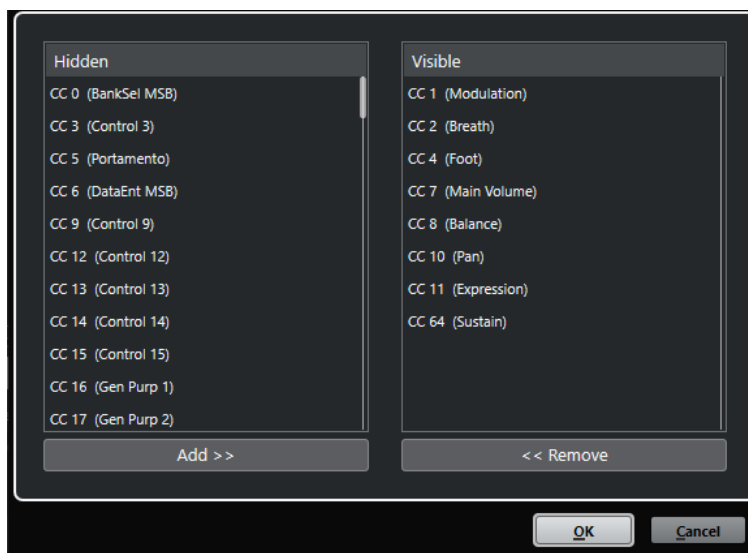 Hidden
CC 0 (BankSel MSB)
CC 3 (Control 3)
CC 5 (Portamento)
CC 6 (DataEnt MSB)
CC 9 (Control 9)
CC 12 (Control 12)
CC 13 (Control 13)
CC 14 (Control 14)
CC 15 (Control 15)
CC 16 (Gen Purp 1)
CC 17 (Gen Purp 2)
Add >>
Visible
CC 1 (Modulation)
CC 2 (Breath)
CC 4 (Foot)
CC 7 (Main Volume)
CC 8 (Balance)
CC 10 (Pan)
CC 11 (Expression)
CC 64 (Sustain)
<< Remove
OK
Cancel